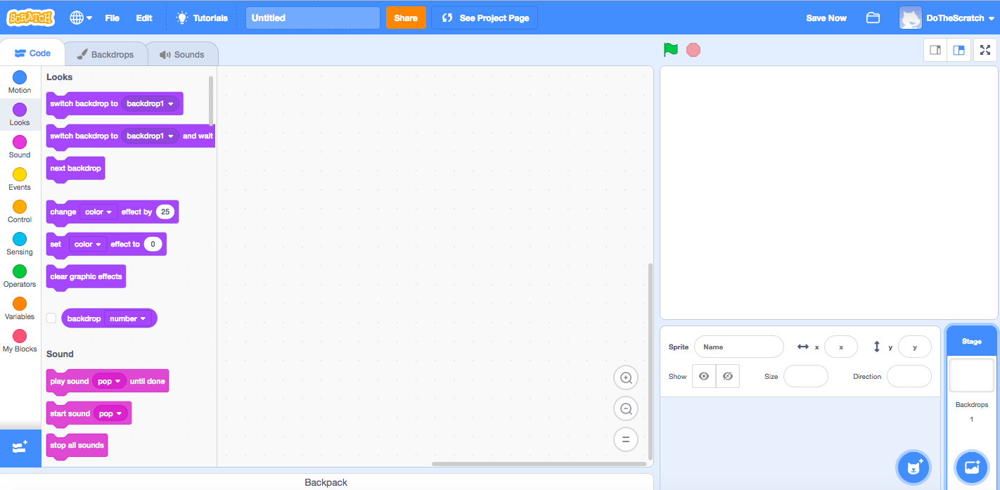 SCRATCH File Edit Tutorials Untitled Share See Project Page Save Now DoTheScratch
Code Backdrops Sounds
Motion
Looks
Sound
Events
Control
Sensing
Operators
Variables
My Blocks
Looks
switch backdrop to backdrop1
switch backdrop to backdrop1 and wait
next backdrop
change color effect by 25
set color effect to 0
clear graphic effects
backdrop number
Sound
play sound pop until done
start sound pop
stop all sounds
Backpack
Sprite Name x x y y
Show Size Direction
Stage
Backdrops
1